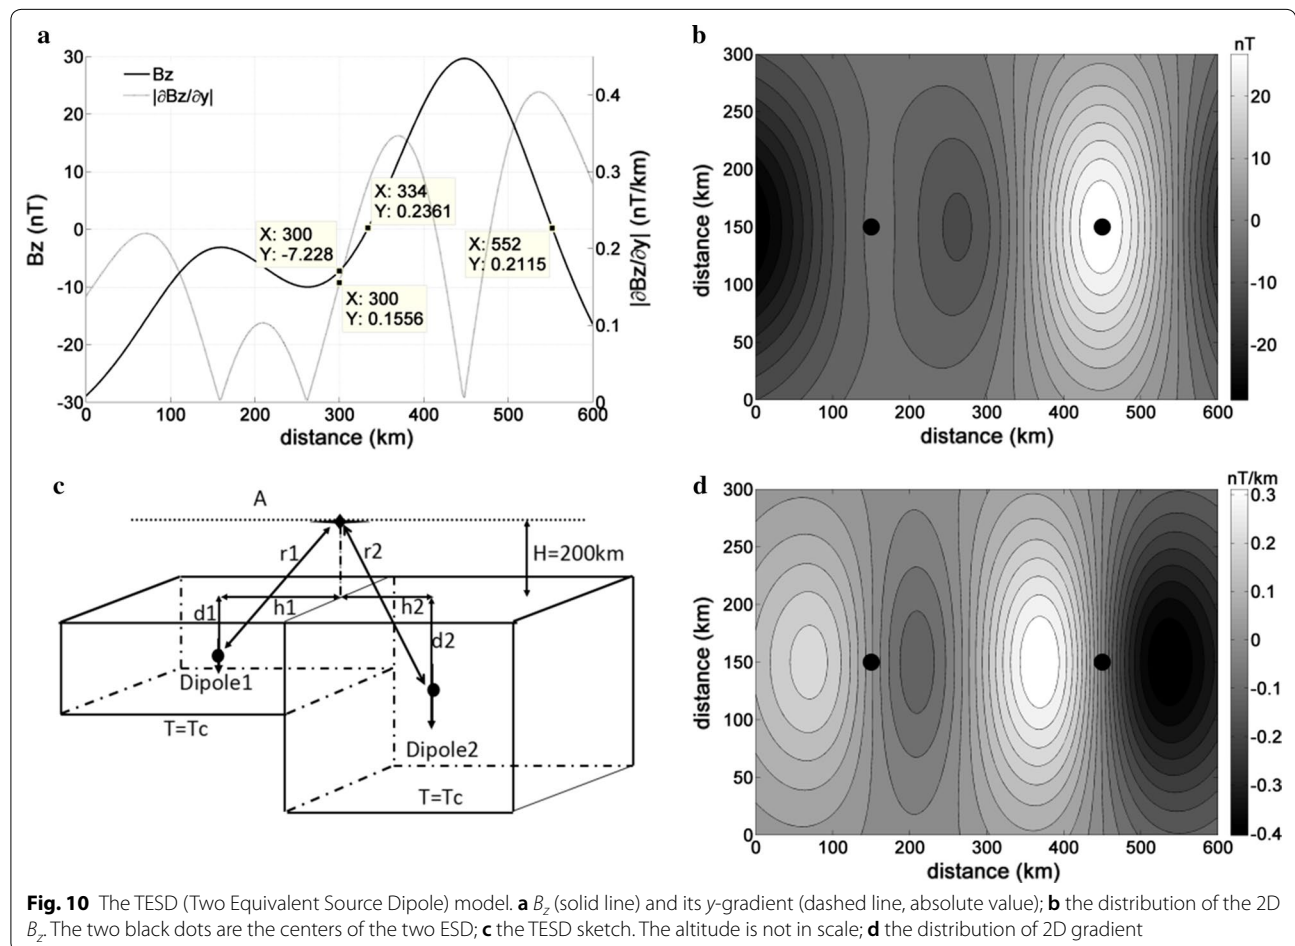 a
30
20
10
0
-10
-20
-30
Bz (nT)
Bz
|∂Bz/∂y|
X: 300
Y: -7.228
X: 334
Y: 0.2361
X: 300
Y: 0.1556
X: 552
Y: 0.2115
0.4
0.3
0.2
0.1
0
|∂Bz/∂y| (nT/km)
0 100 200 300 400 500 600
distance (km)
b
nT
300
250
200
150
100
50
0
distance (km)
20
10
0
-10
-20
0 100 200 300 400 500 600
distance (km)
c
A
r1 r2
H=200km
d1 h1 h2
d2
Dipole1
Dipole2
T=Tc
T=Tc
d
nT/km
300
250
200
150
100
50
0
distance (km)
0.3
0.2
0.1
0
-0.1
-0.2
-0.3
-0.4
0 100 200 300 400 500 600
distance (km)
Fig. 10 The TESD (Two Equivalent Source Dipole) model. a Bz (solid line) and its y-gradient (dashed line, absolute value); b the distribution of the 2D
Bz. The two black dots are the centers of the two ESD; c the TESD sketch. The altitude is not in scale; d the distribution of 2D gradient